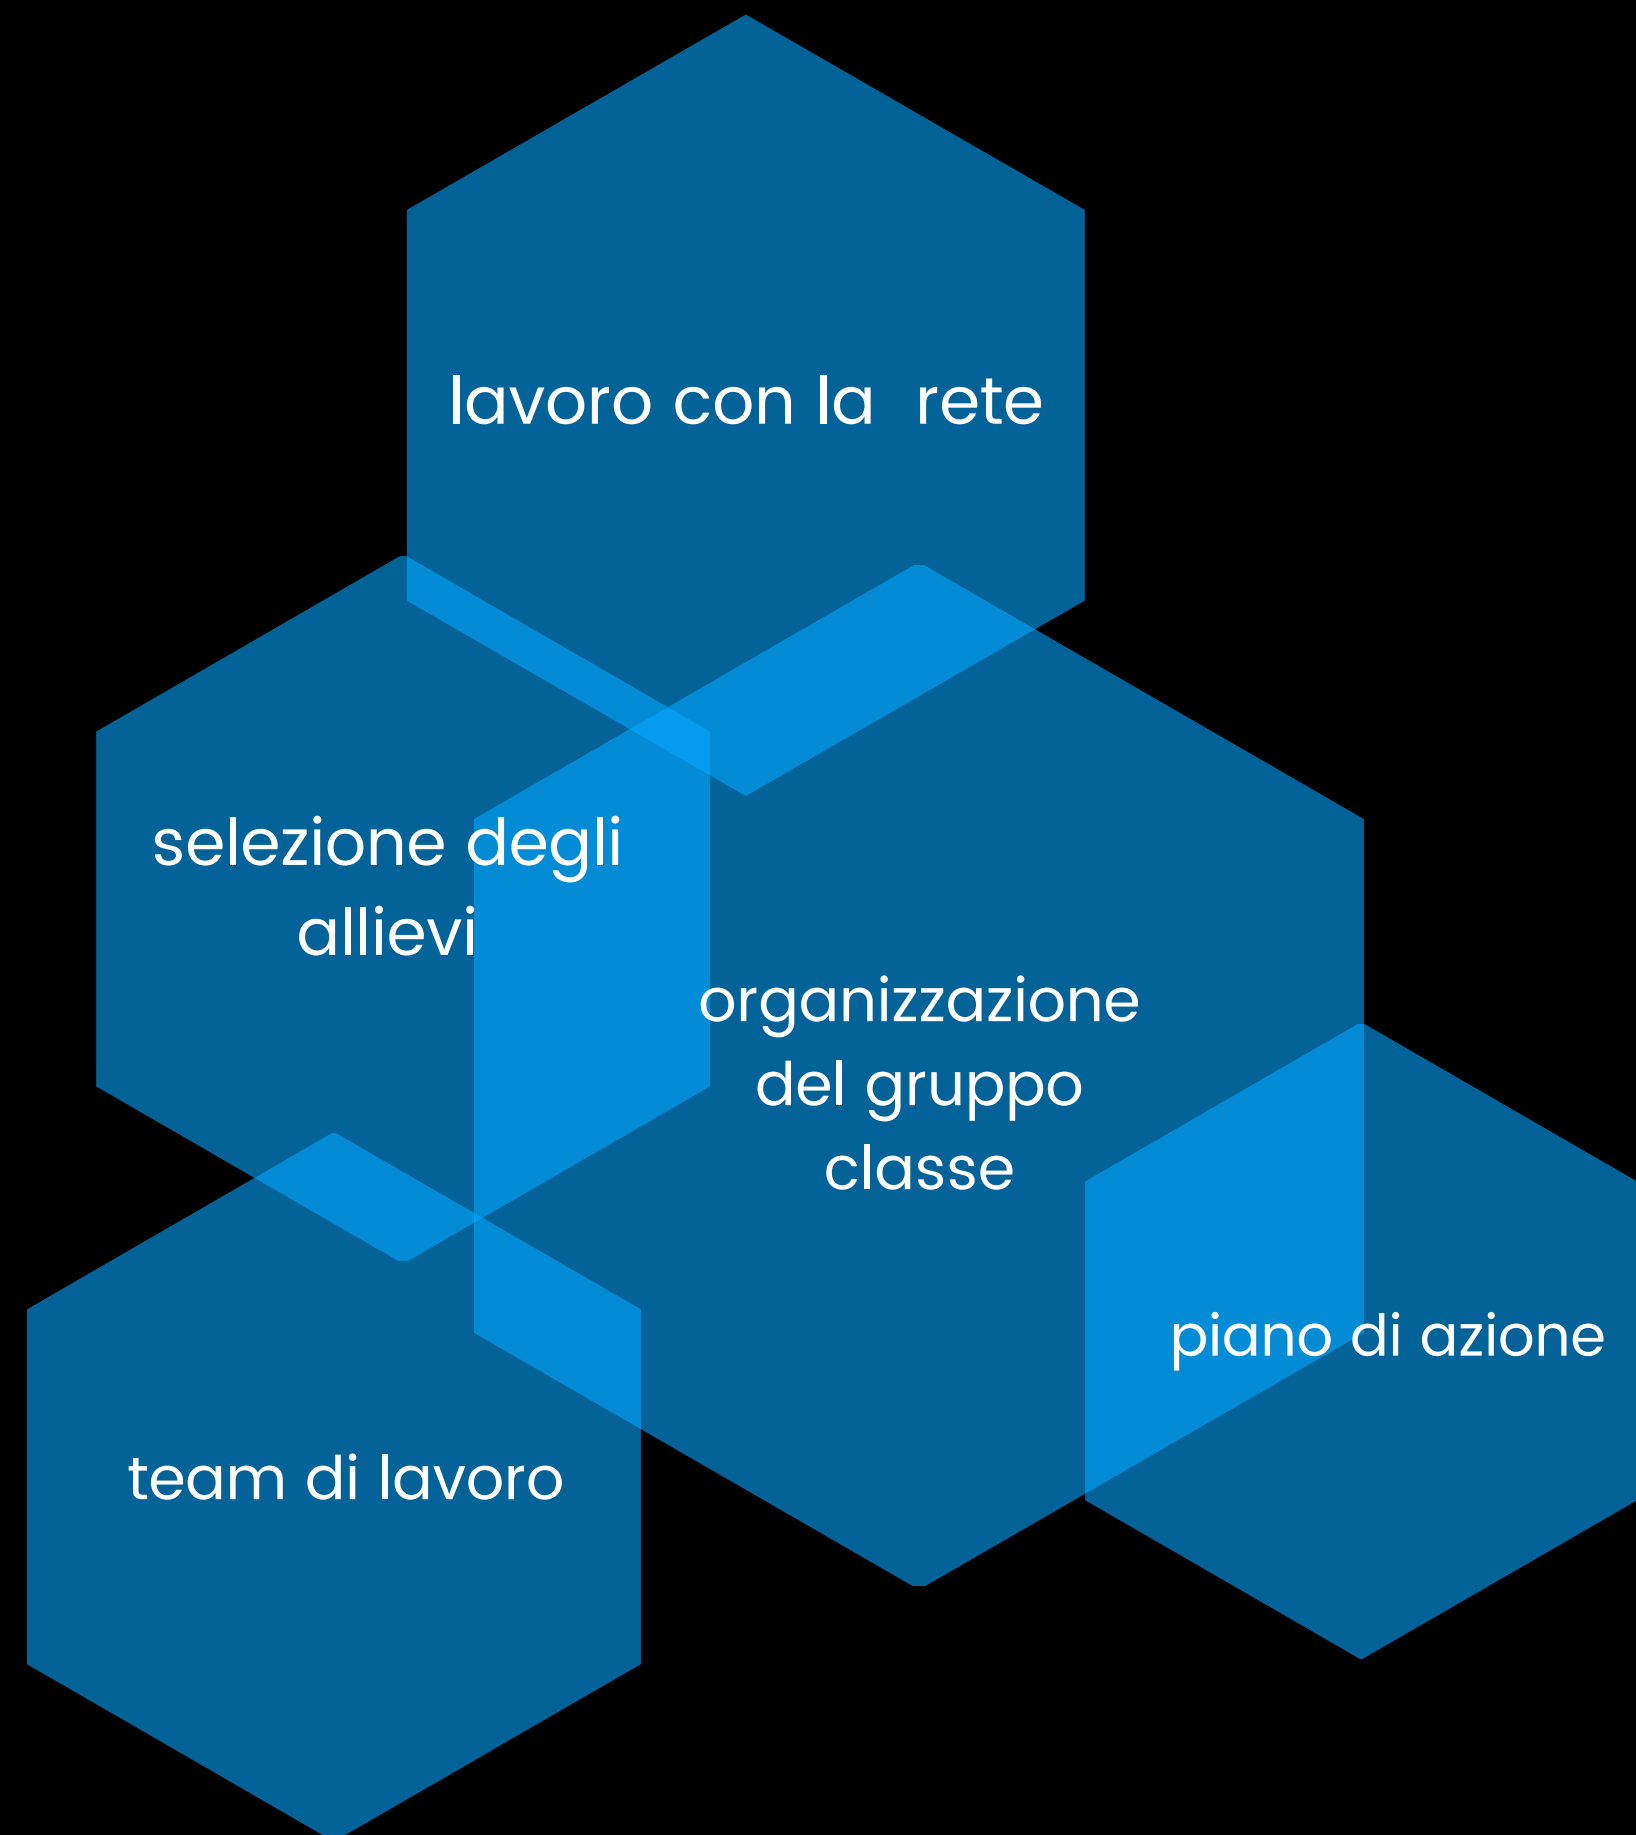 lavoro con la  rete
selezione degli
allievi
organizzazione
del gruppo
classe
piano di azione
team di lavoro